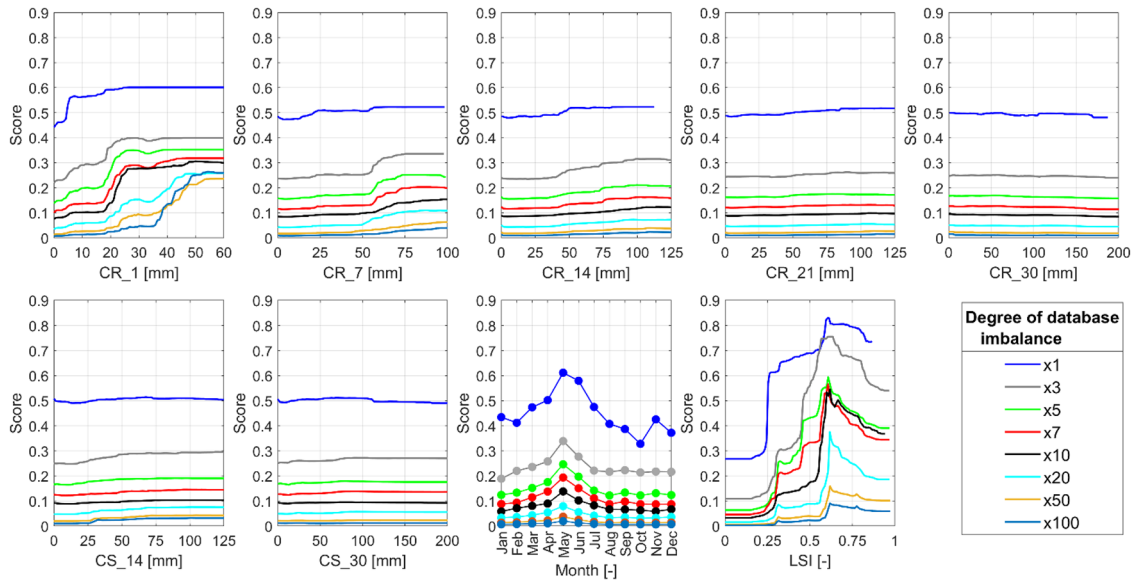 0.9 0.9 0.9 0.9 0.9
0.8 0.8 0.8 0.8 0.8
0.7 0.7 0.7 0.7 0.7
0.6 0.6 0.6 0.6 0.6
0.5 0.5 0.5 0.5 0.5
0.4 0.4 0.4 0.4 0.4
0.3 0.3 0.3 0.3 0.3
0.2 0.2 0.2 0.2 0.2
0.1 0.1 0.1 0.1 0.1
0 0 0 0 0
Score Score Score Score Score
0 10 20 30 40 50 60 0 25 50 75 100 0 25 50 75 100 125 0 25 50 75 100 125 0 50 100 150 200
CR_1 [mm] CR_7 [mm] CR_14 [mm] CR_21 [mm] CR_30 [mm]
0.9 0.9 0.9 0.9
0.8 0.8 0.8 0.8
0.7 0.7 0.7 0.7
0.6 0.6 0.6 0.6
0.5 0.5 0.5 0.5
0.4 0.4 0.4 0.4
0.3 0.3 0.3 0.3
0.2 0.2 0.2 0.2
0.1 0.1 0.1 0.1
0 0 0 0
Score Score Score Score
0 25 50 75 100 125 0 50 100 150 200 Jan Feb Mar Apr May Jun Jul Aug Sep Oct Nov Dec 0 0.25 0.5 0.75 1
CS_14 [mm] CS_30 [mm] Month [-] LSI [-]
Degree of database
imbalance
x1
x3
x5
x7
x10
x20
x50
x100